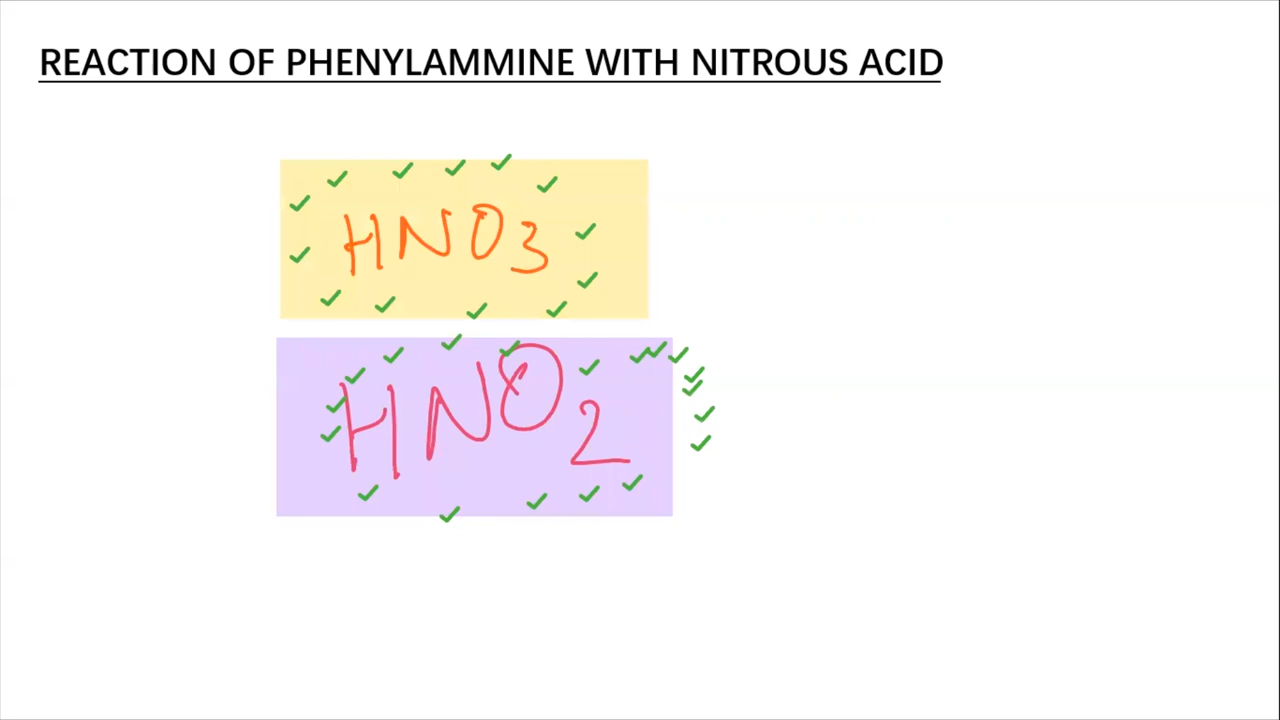 REACTION OF PHENYLAMMINE WITH NITROUS ACID
HNO3
HNO2